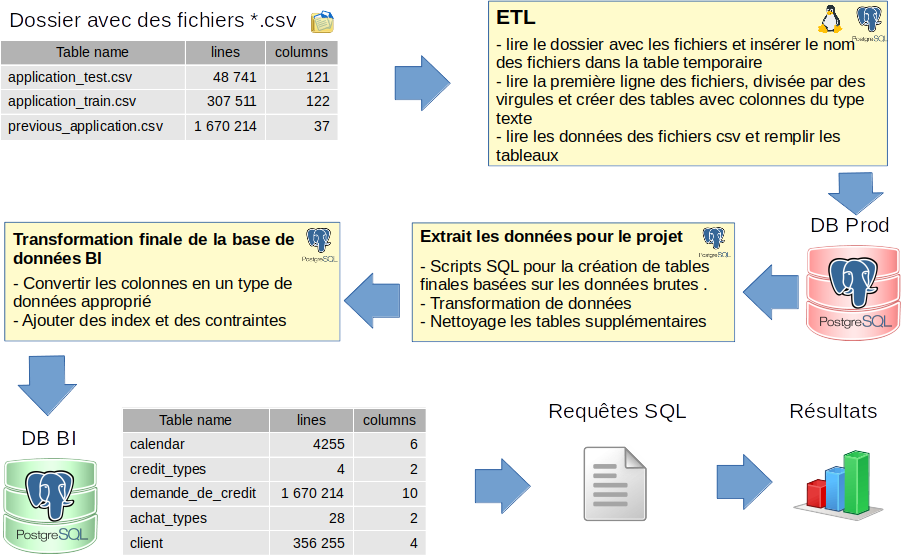 Dossier avec des fichiers *.csv
Table name lines columns
application_test.csv 48 741 121
application_train.csv 307 511 122
previous_application.csv 1 670 214 37
ETL
PostgreSQL
- lire le dossier avec les fichiers et insérer le nom
des fichiers dans la table temporaire
- lire la première ligne des fichiers, divisée par des
virgules et créer des tables avec colonnes du type
texte
- lire les données des fichiers csv et remplir les
tableaux
DB Prod
PostgreSQL
Extrait les données pour le projet
PostgreSQL
- Scripts SQL pour la création de tables
finales basées sur les données brutes .
- Transformation de données
- Nettoyage les tables supplémentaires
Transformation finale de la base de
données BI
PostgreSQL
- Convertir les colonnes en un type de
données approprié
- Ajouter des index et des contraintes
DB BI
PostgreSQL
Table name lines columns
calendar 4255 6
credit_types 4 2
demande_de_credit 1 670 214 10
achat_types 28 2
client 356 255 4
Requêtes SQL
Résultats